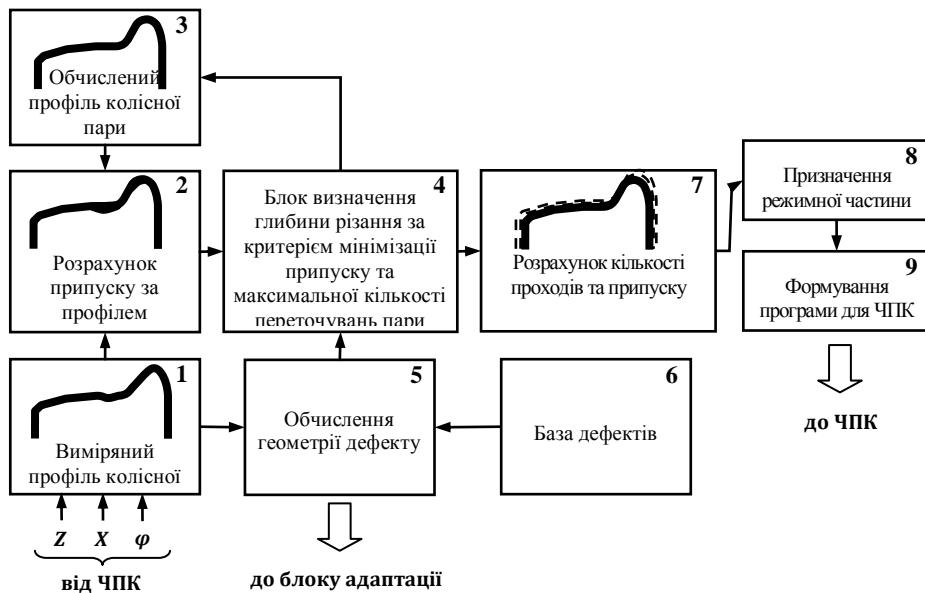 3
Обчислений
профіль колісної
пари
2
Розрахунок
припуску за
профілем
4
Блок визначення
глибини різання за
критерієм мінімізації
припуску та
максимальної кількості
переточувань пари
7
Розрахунок кількості
проходів та припуску
8
Призначення
режимної частини
9
Формування
програми для ЧПК
до ЧПК
1
Виміряний
профіль колісної
5
Обчислення
геометрії дефекту
6
База дефектів
Z X φ
від ЧПК
до блоку адаптації